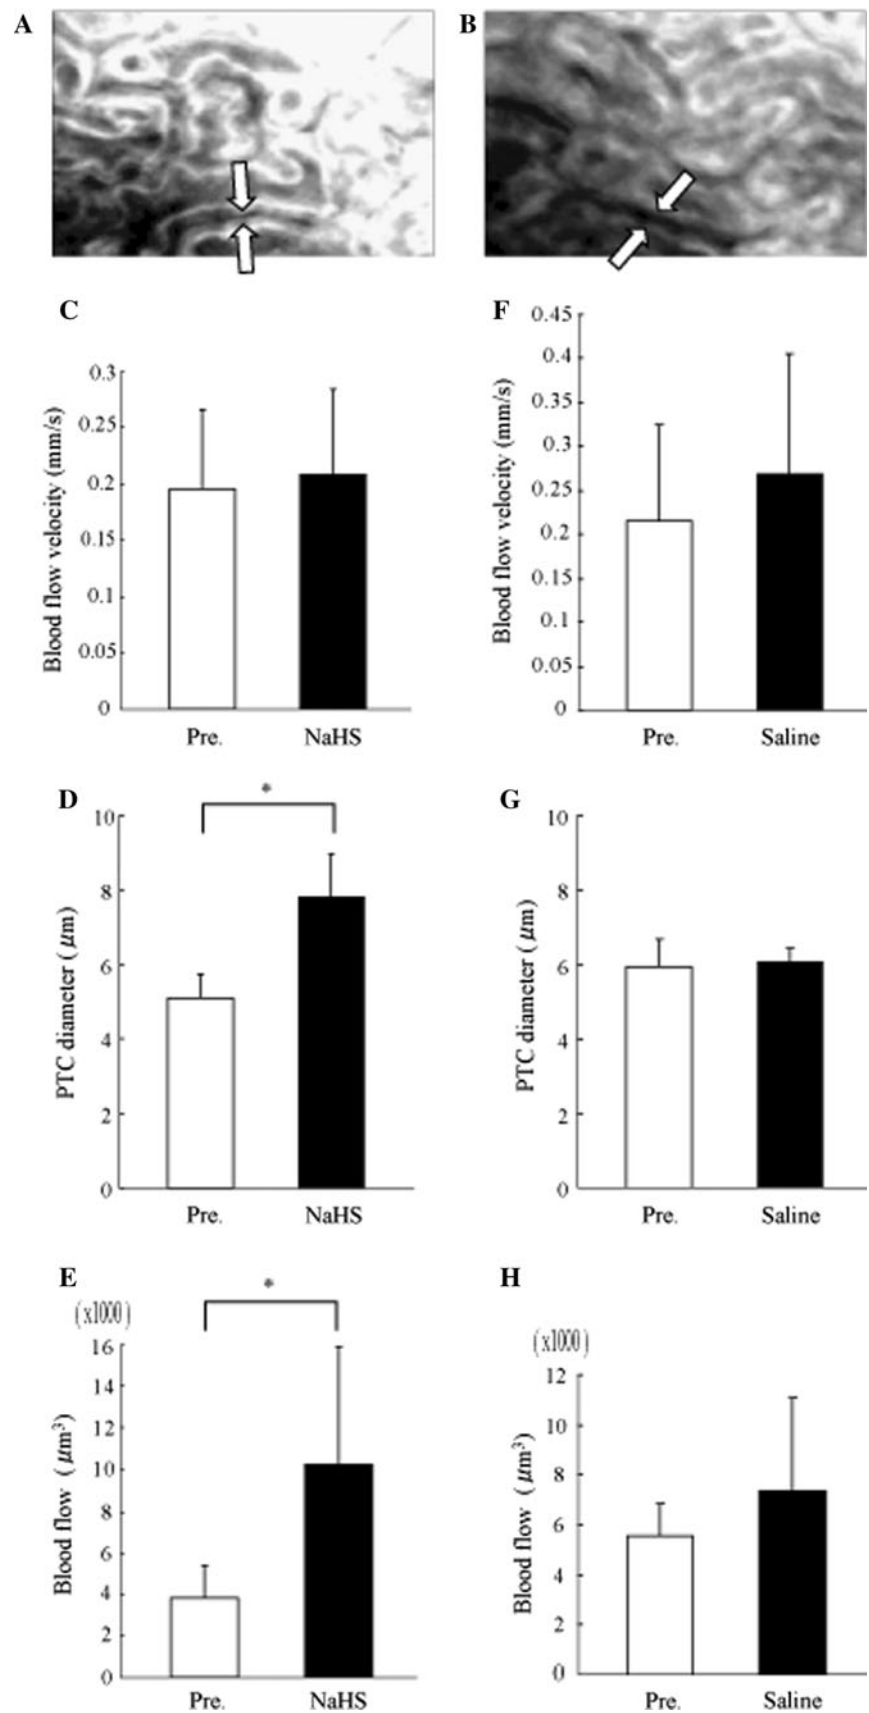 A
B
C
Blood flow velocity (mm/s)
0.3
0.25
0.2
0.15
0.1
0.05
0
Pre.
NaHS
F
Blood flow velocity (mm/s)
0.45
0.4
0.35
0.3
0.25
0.2
0.15
0.1
0.05
0
Pre.
Saline
D
*
PTC diameter (μm)
10
8
6
4
2
0
Pre.
NaHS
G
PTC diameter (μm)
10
8
6
4
2
0
Pre.
Saline
E
*
(x1000)
Blood flow (μm³)
16
14
12
10
8
6
4
2
0
Pre.
NaHS
H
(x1000)
Blood flow (μm³)
12
10
8
6
4
2
0
Pre.
Saline